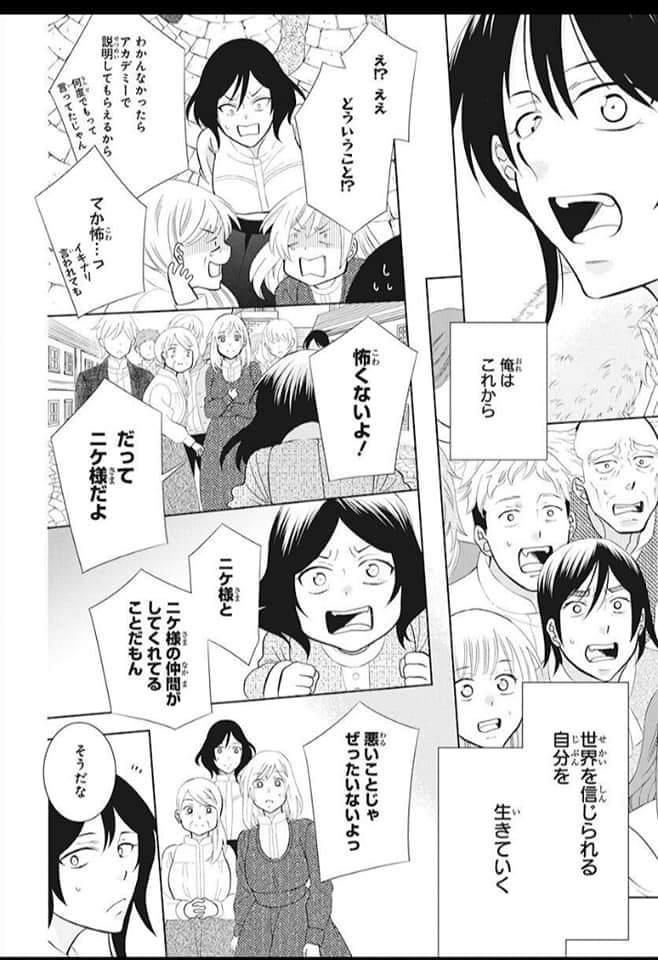 俺は
これから
世界を信じられる
自分を
生きていく
え!?ええ
どういうこと!?
わかんなかったら
アカデミーで
説明してもらえるから
何度でもって
言ってたじゃん
てか怖…っ
イキナリ
言われても
怖くないよ!
だって
ニケ様だよ
ニケ様と
ニケ様の仲間が
してくれてる
ことだもん
悪いことじゃ
ぜったいないよっ
そうだな